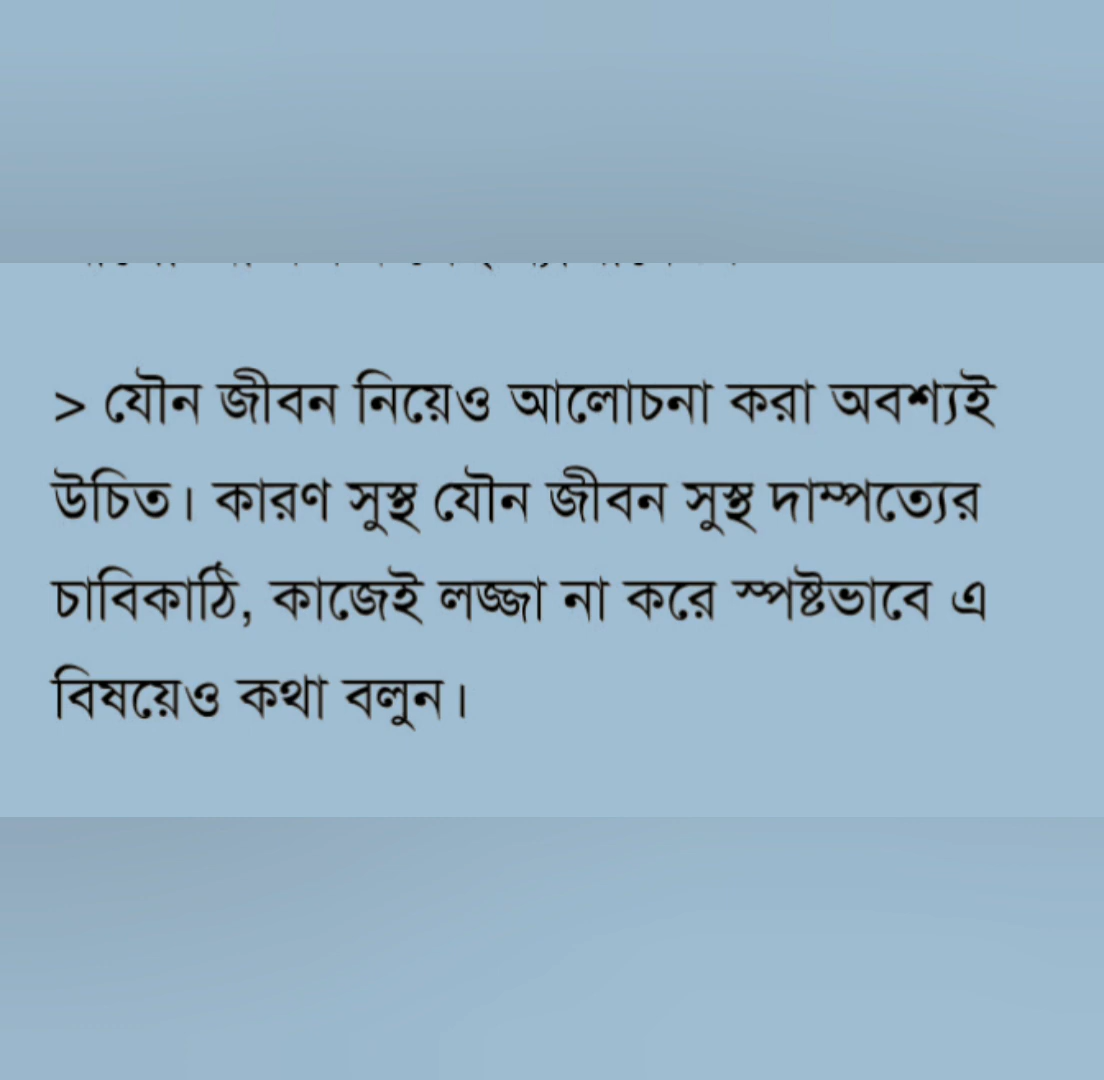 > যৌন জীবন নিয়েও আলোচনা করা অবশ্যই
উচিত। কারণ সুস্থ যৌন জীবন সুস্থ দাম্পত্যের
চাবিকাঠি, কাজেই লজ্জা না করে স্পষ্টভাবে এ
বিষয়েও কথা বলুন।